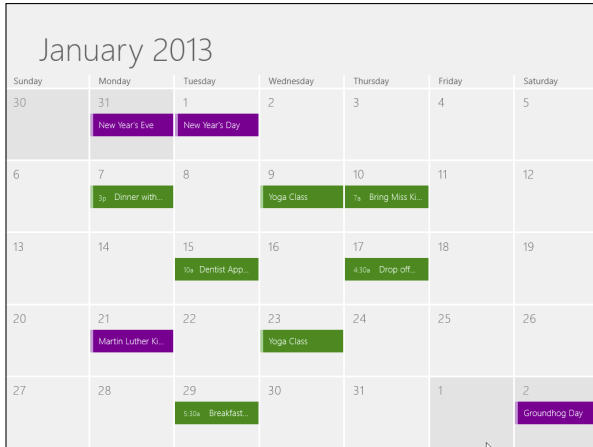 January 2013
Sunday Monday Tuesday Wednesday Thursday Friday Saturday
30 31 1 2 3 4 5
New Year's Eve New Year's Day
6 7 8 9 10 11 12
3p Dinner with... Yoga Class 7a Bring Miss Ki...
13 14 15 16 17 18 19
10a Dentist App... 4:30a Drop off...
20 21 22 23 24 25 26
Martin Luther Ki... Yoga Class
27 28 29 30 31 1 2
5:30a Breakfast... Groundhog Day